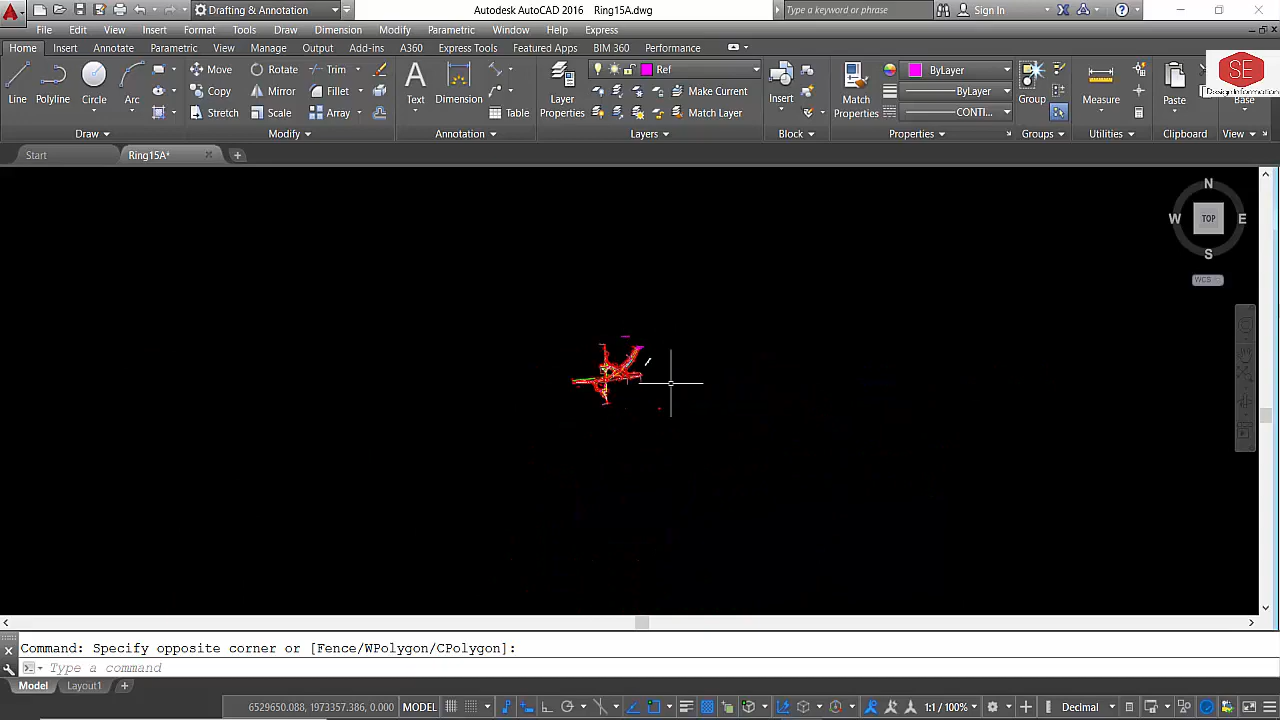 Drafting & Annotation
Autodesk AutoCAD 2016 Ring15A.dwg
Type a keyword or phrase
Sign In
File Edit View Insert Format Tools Draw Dimension Modify Parametric Window Help Express
Home Insert Annotate Parametric View Manage Output Add-ins A360 Express Tools Featured Apps BIM 360 Performance
Line Polyline Circle Arc
Move Rotate Trim
Copy Mirror Fillet
Stretch Scale Array
Text Dimension Table
Layer Properties
Ref
Make Current
Match Layer
Insert
Match Properties
ByLayer
ByLayer
CONTI...
Group
Measure
Paste
Base
SE
Design Information
Draw Modify Annotation Layers Block Properties Groups Utilities Clipboard View
Start Ring15A*
N
W TOP E
S
WCS
Command: Specify opposite corner or [Fence/WPolygon/CPolygon]:
Type a command
Model Layout1
6529650.088, 1973357.386, 0.000 MODEL 1:1 / 100% Decimal